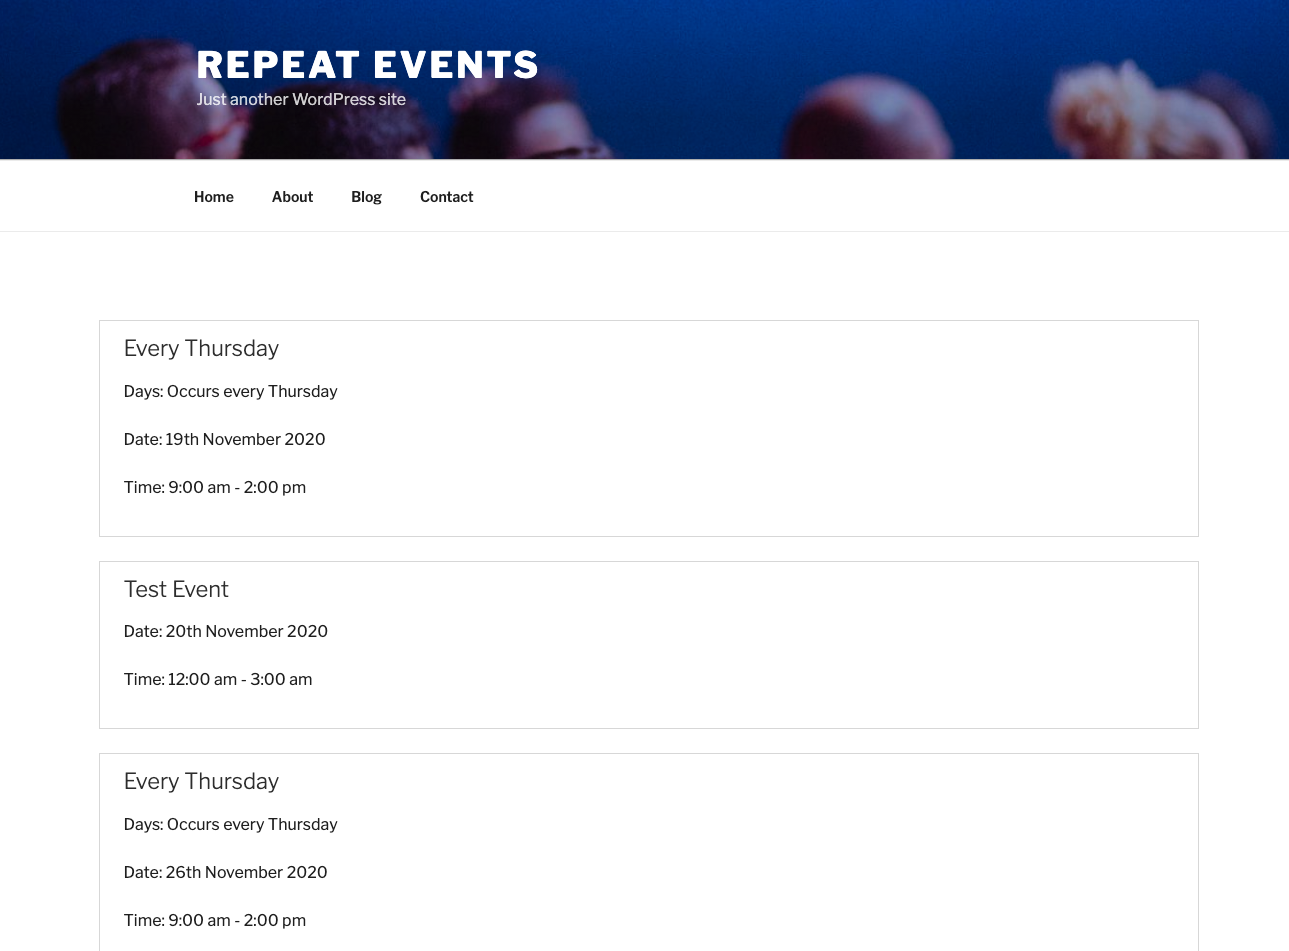 REPEAT EVENTS
Just another WordPress site
Home About Blog Contact
Every Thursday
Days: Occurs every Thursday
Date: 19th November 2020
Time: 9:00 am - 2:00 pm
Test Event
Date: 20th November 2020
Time: 12:00 am - 3:00 am
Every Thursday
Days: Occurs every Thursday
Date: 26th November 2020
Time: 9:00 am - 2:00 pm